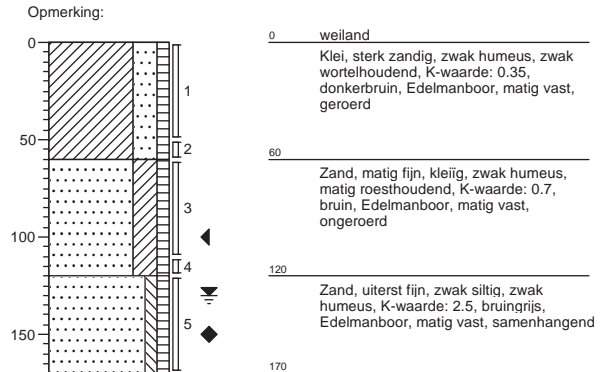 Opmerking:
0
50
100
150
1
2
3
4
5
0
weiland
Klei, sterk zandig, zwak humeus, zwak
wortelhoudend, K-waarde: 0.35,
donkerbruin, Edelmanboor, matig vast,
geroerd
60
Zand, matig fijn, kleiïg, zwak humeus,
matig roesthoudend, K-waarde: 0.7,
bruin, Edelmanboor, matig vast,
ongeroerd
120
Zand, uiterst fijn, zwak siltig, zwak
humeus, K-waarde: 2.5, bruingrijs,
Edelmanboor, matig vast, samenhangend
170